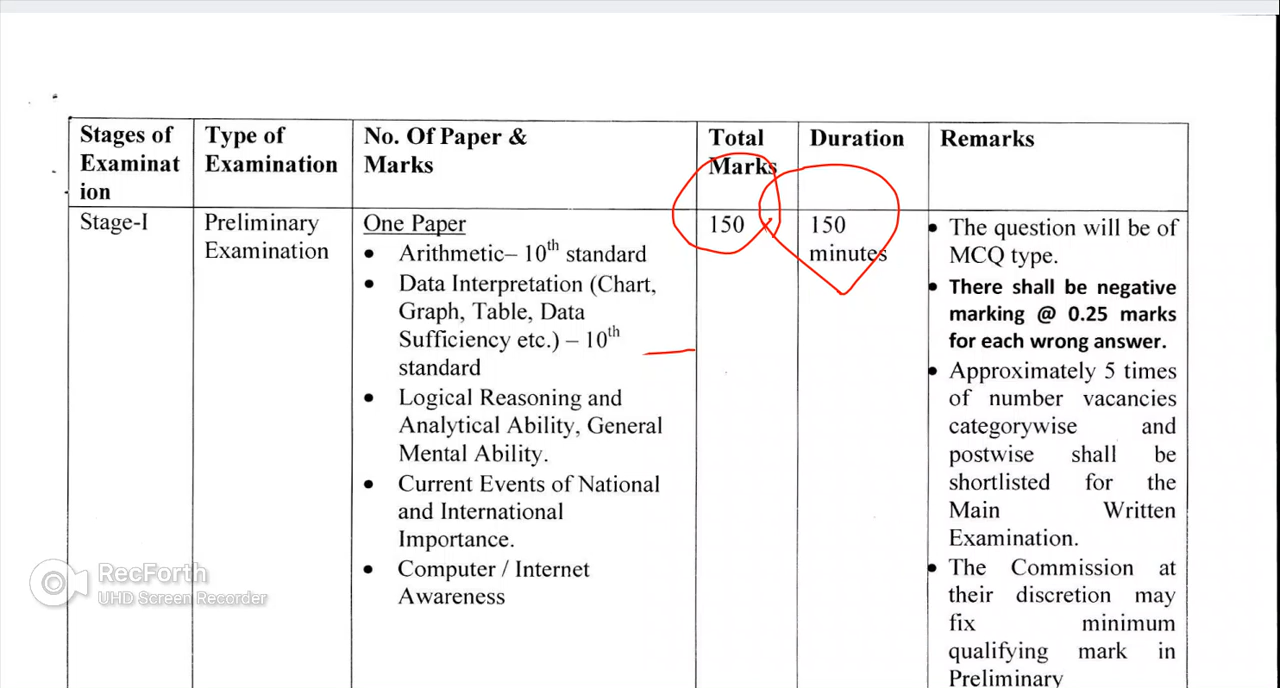 Stages of
Examinat
ion
Type of
Examination
No. Of Paper &
Marks
Total
Marks
Duration
Remarks
Stage-I
Preliminary
Examination
One Paper
• Arithmetic– 10th standard
• Data Interpretation (Chart,
Graph, Table, Data
Sufficiency etc.) – 10th
standard
• Logical Reasoning and
Analytical Ability, General
Mental Ability.
• Current Events of National
and International
Importance.
• Computer / Internet
Awareness
150
150
minutes
• The question will be of
MCQ type.
• There shall be negative
marking @ 0.25 marks
for each wrong answer.
• Approximately 5 times
of number vacancies
categorywise and
postwise shall be
shortlisted for the
Main Written
Examination.
• The Commission at
their discretion may
fix minimum
qualifying mark in
Preliminary
RecForth
UHD Screen Recorder